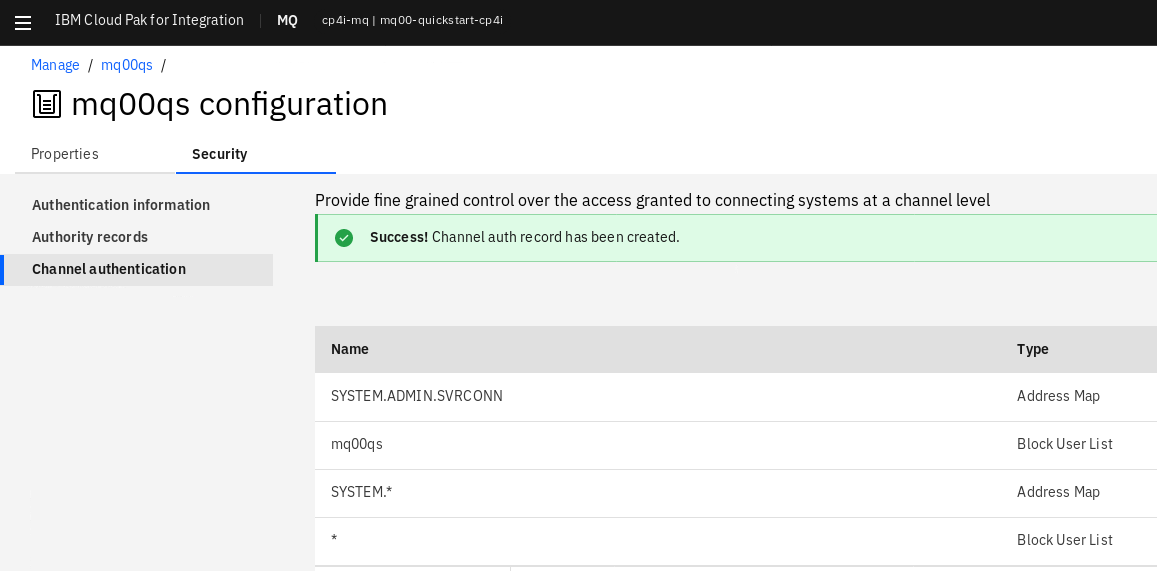 IBM Cloud Pak for Integration MQ cp4i-mq | mq00-quickstart-cp4i
Manage / mq00qs /
mq00qs configuration
Properties Security
Authentication information
Authority records
Channel authentication
Provide fine grained control over the access granted to connecting systems at a channel level
Success! Channel auth record has been created.
Name Type
SYSTEM.ADMIN.SVRCONN Address Map
mq00qs Block User List
SYSTEM.* Address Map
* Block User List